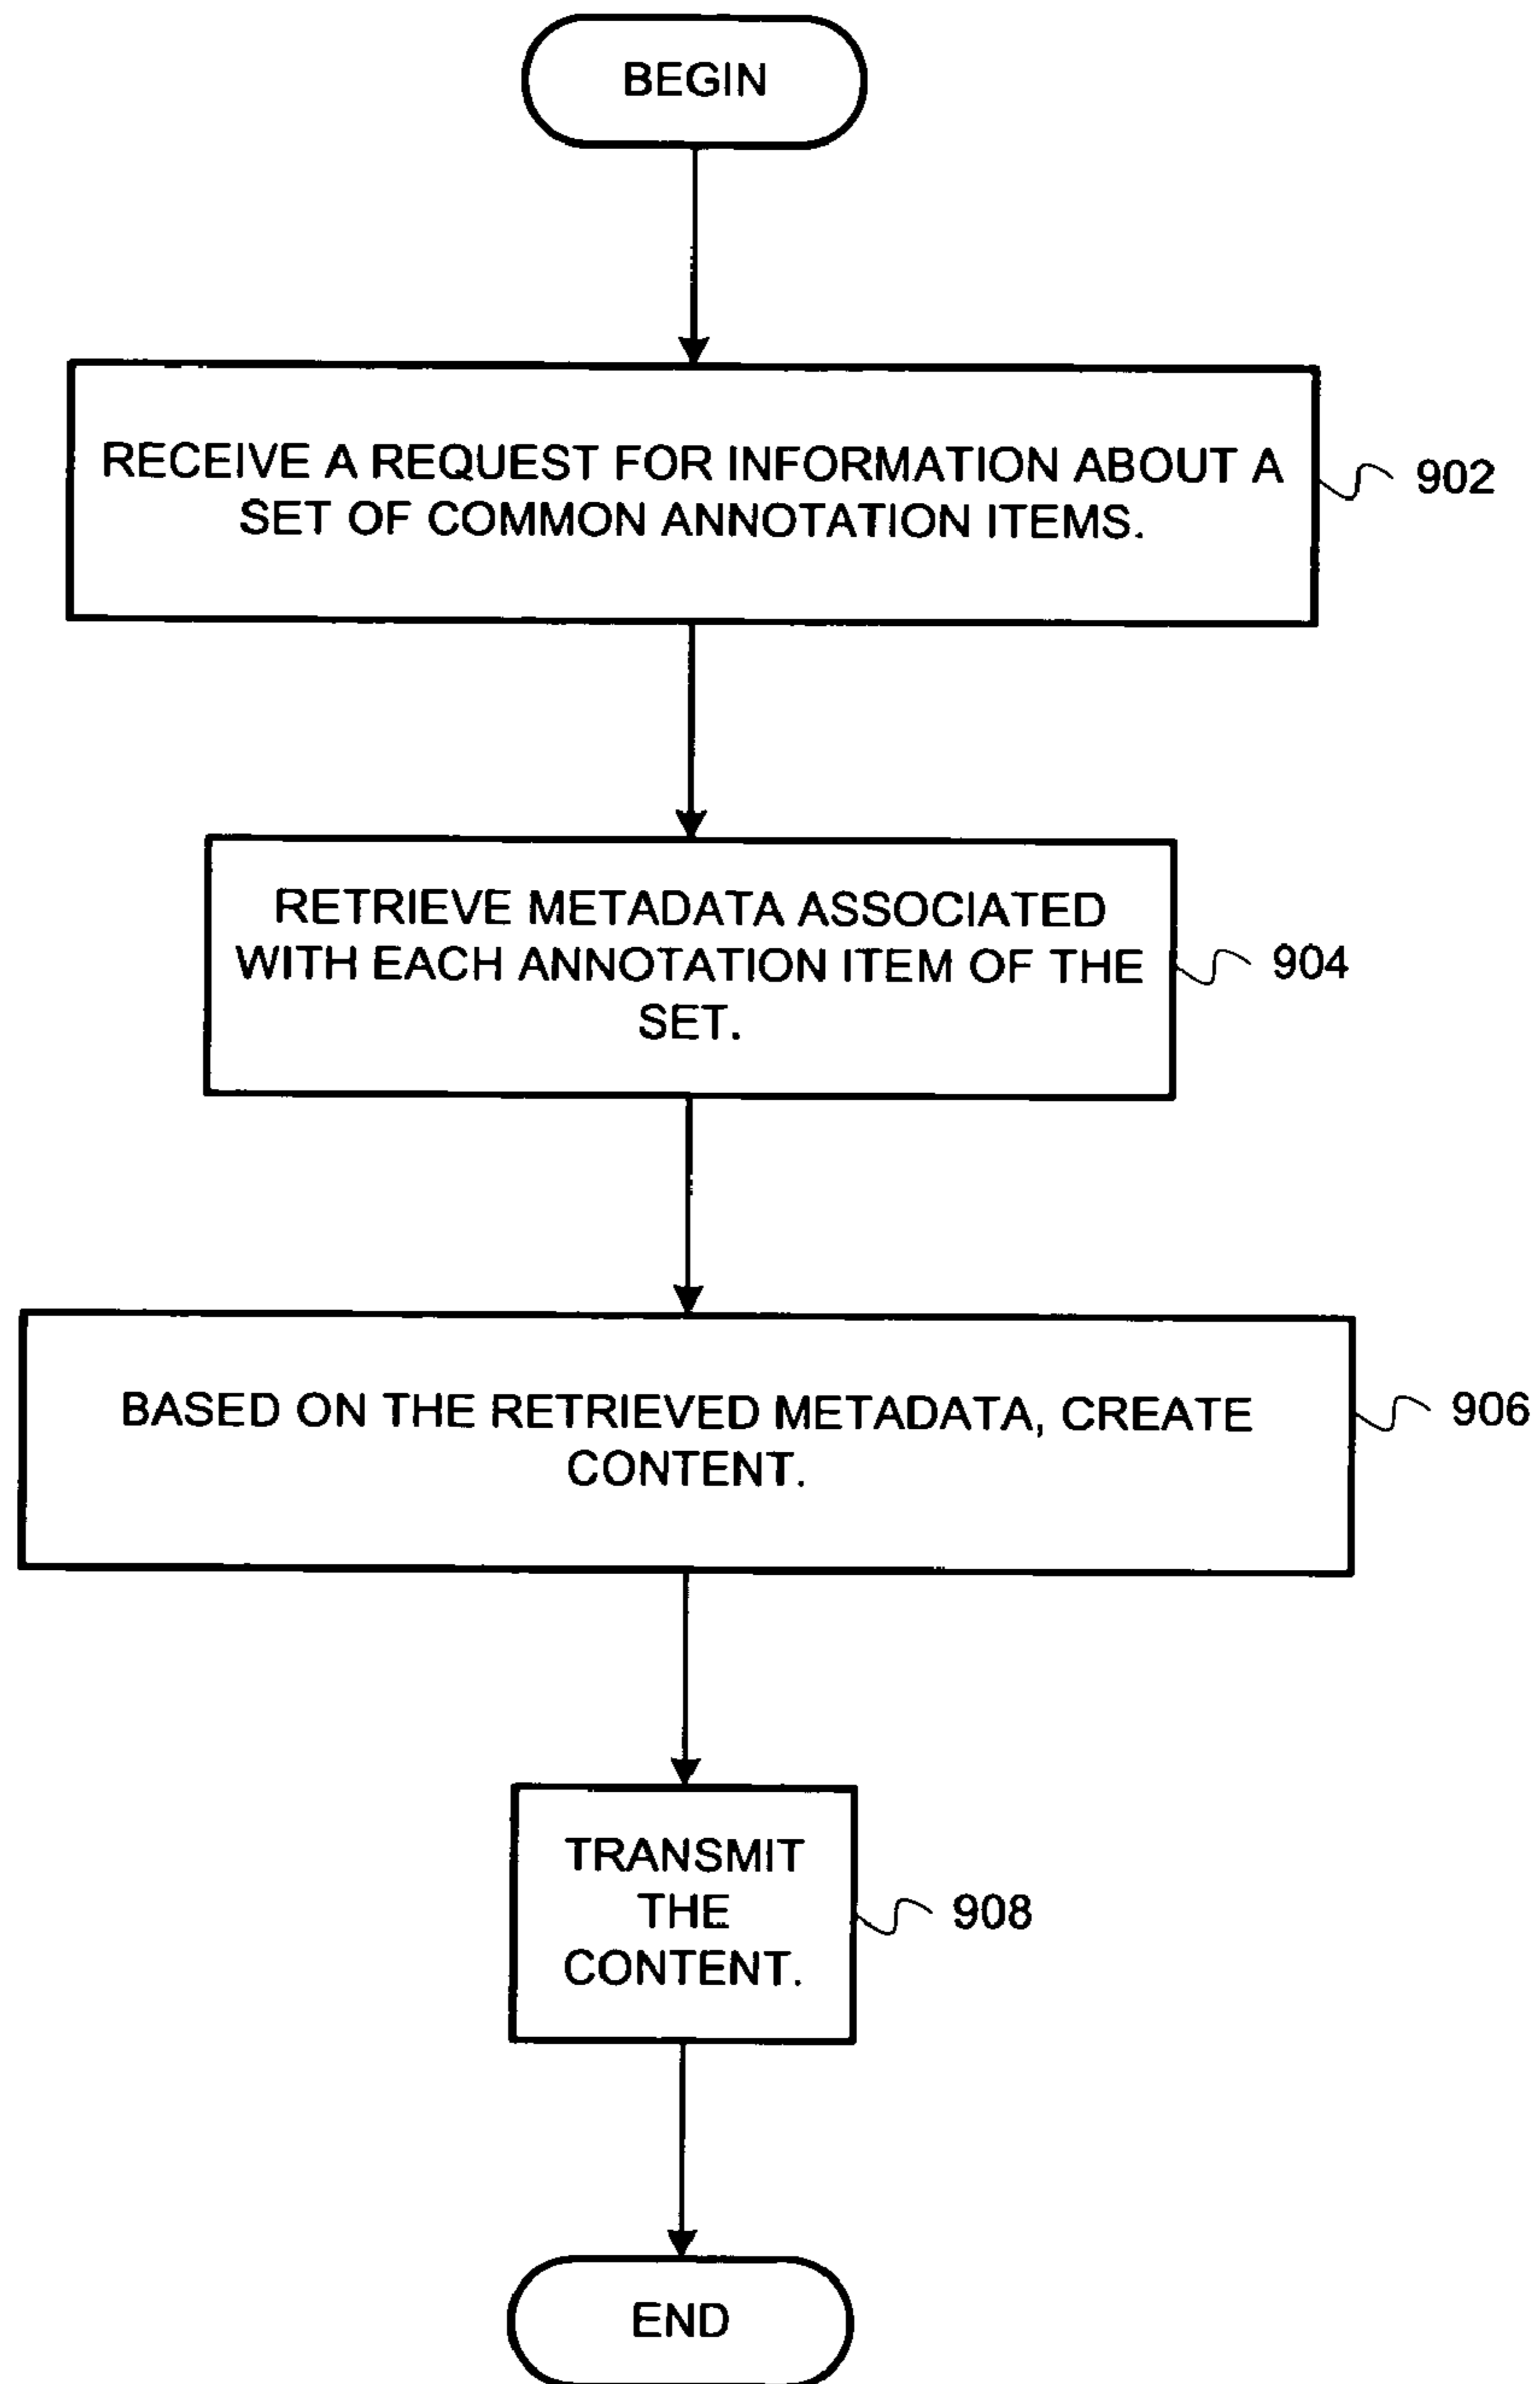 BEGIN
RECEIVE A REQUEST FOR INFORMATION ABOUT A
SET OF COMMON ANNOTATION ITEMS.
902
RETRIEVE METADATA ASSOCIATED
WITH EACH ANNOTATION ITEM OF THE
SET.
904
BASED ON THE RETRIEVED METADATA, CREATE
CONTENT.
906
TRANSMIT
THE
CONTENT.
908
END